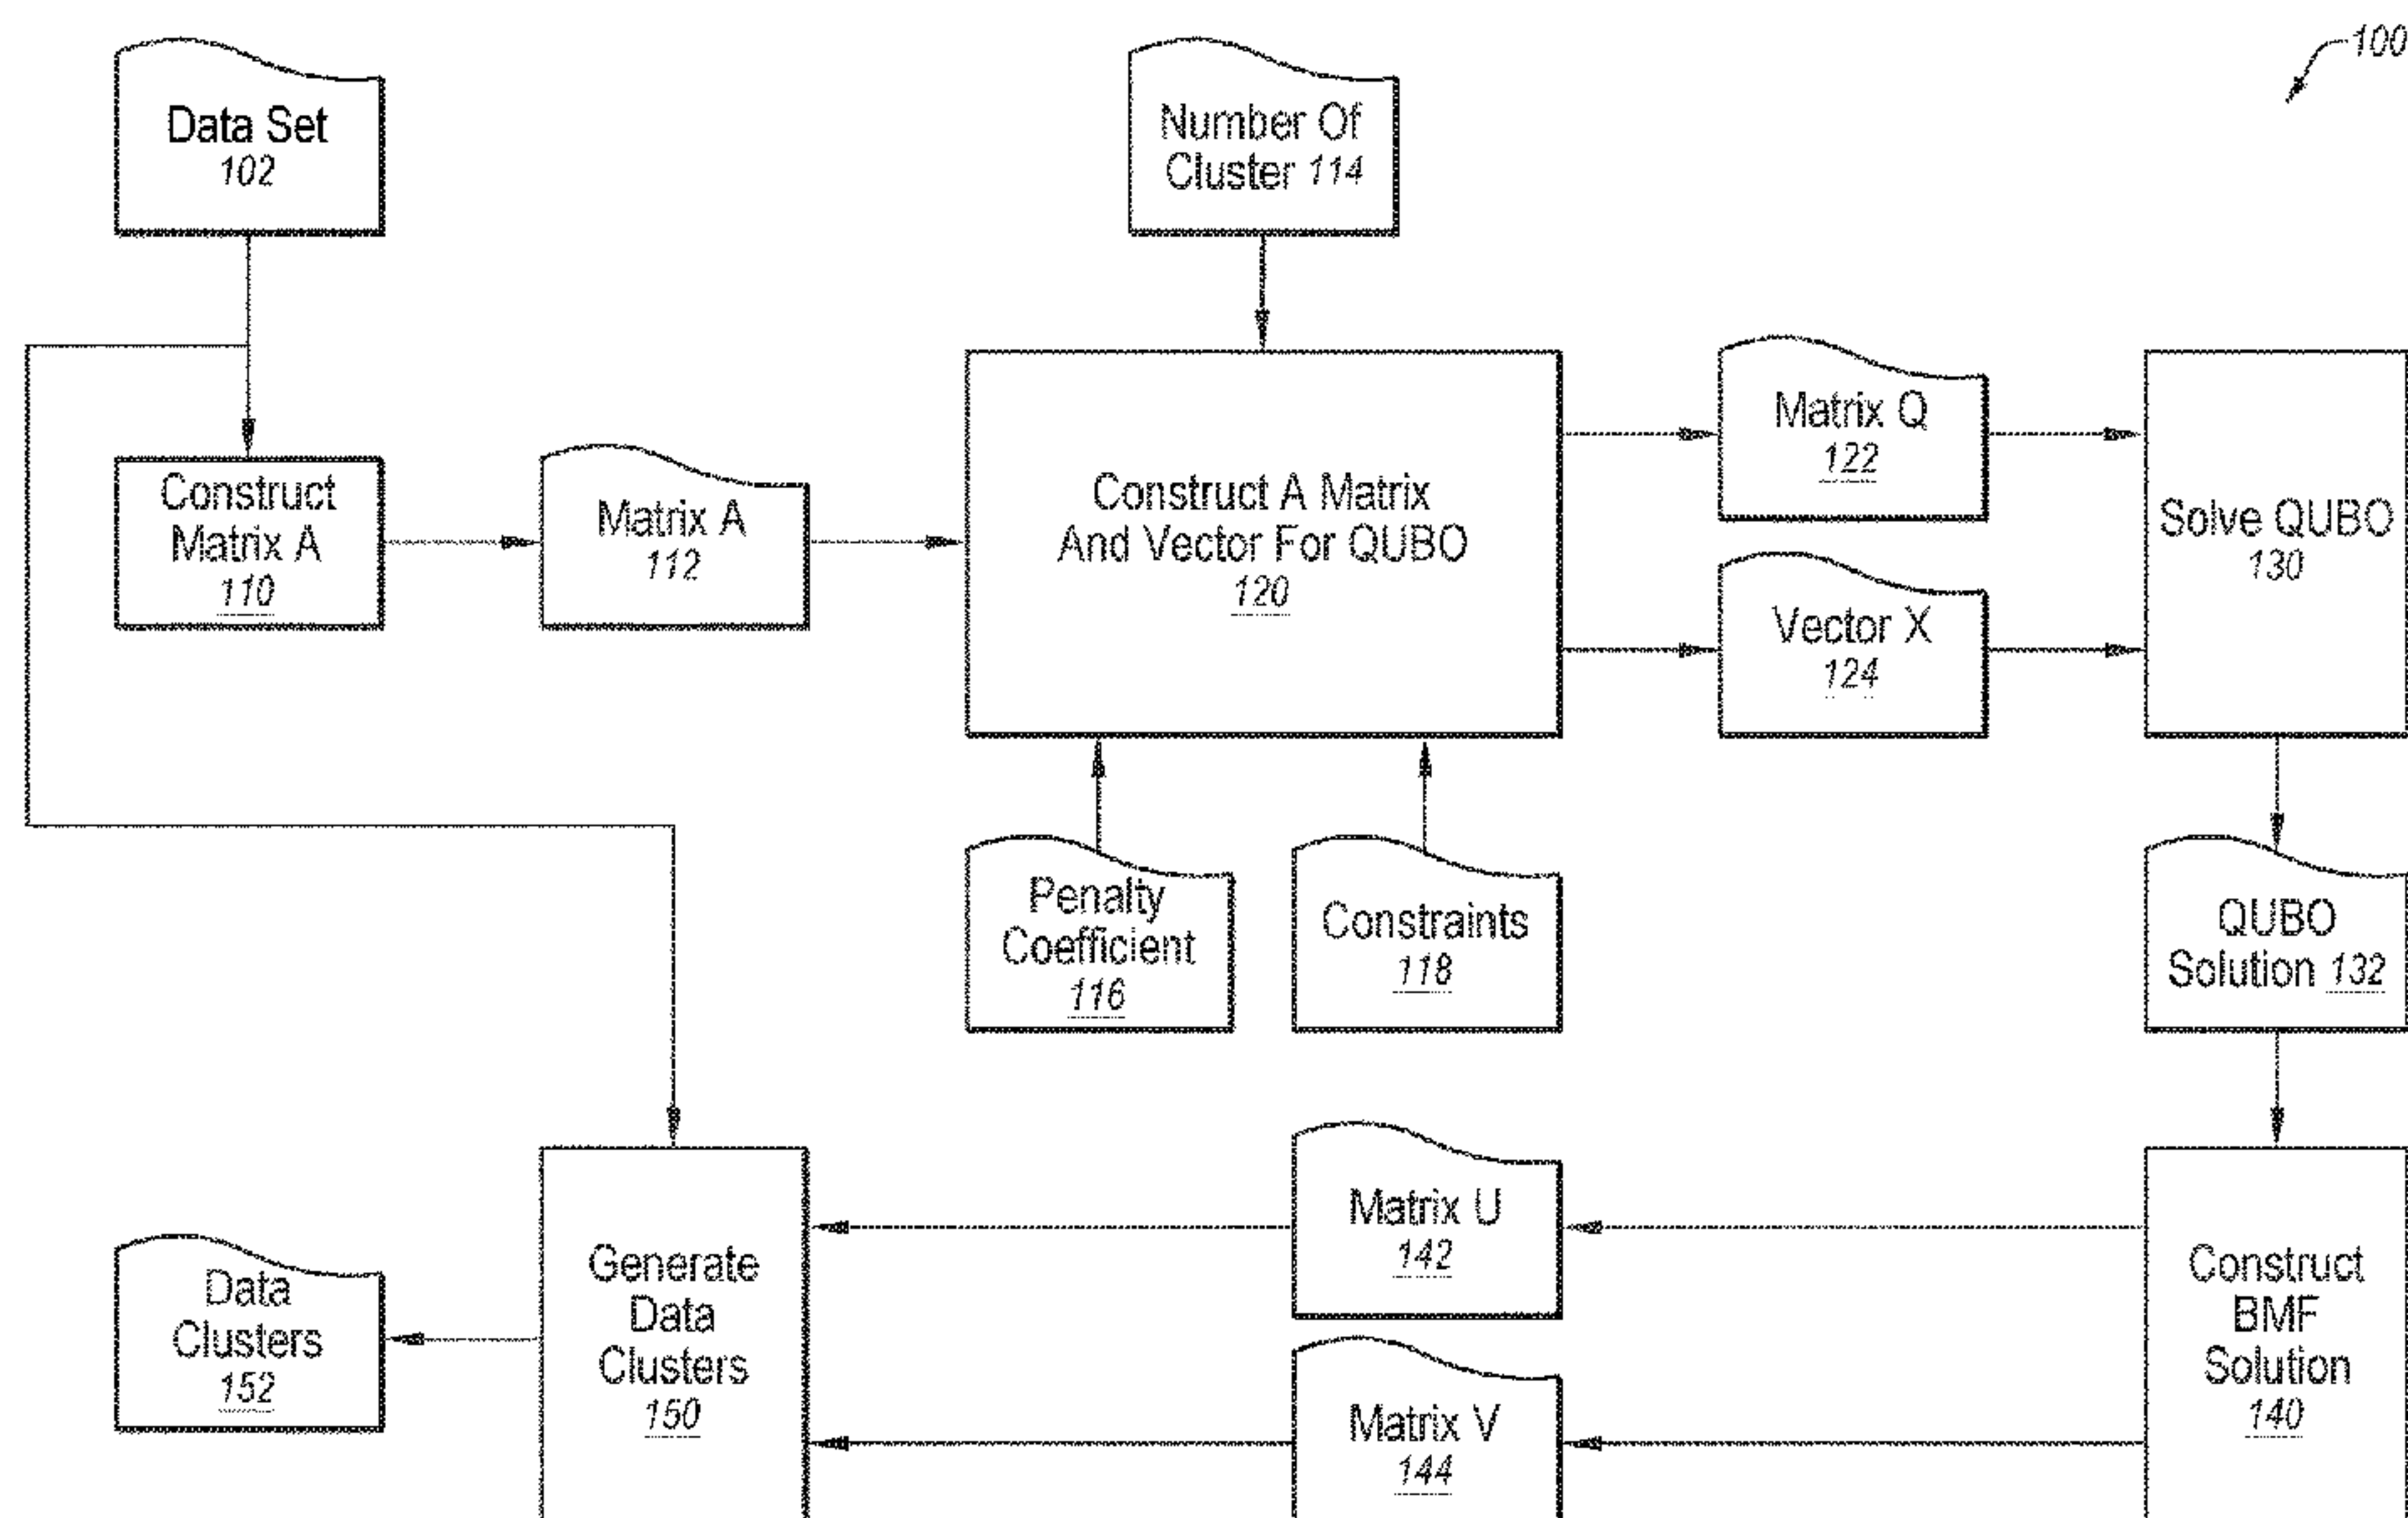 100
Data Set
102
Number Of
Cluster 114
Construct
Matrix A
110
Matrix A
112
Construct A Matrix
And Vector For QUBO
120
Matrix Q
122
Vector X
124
Solve QUBO
130
Penalty
Coefficient
116
Constraints
118
QUBO
Solution 132
Data
Clusters
152
Generate
Data
Clusters
150
Matrix U
142
Matrix V
144
Construct
BMF
Solution
140